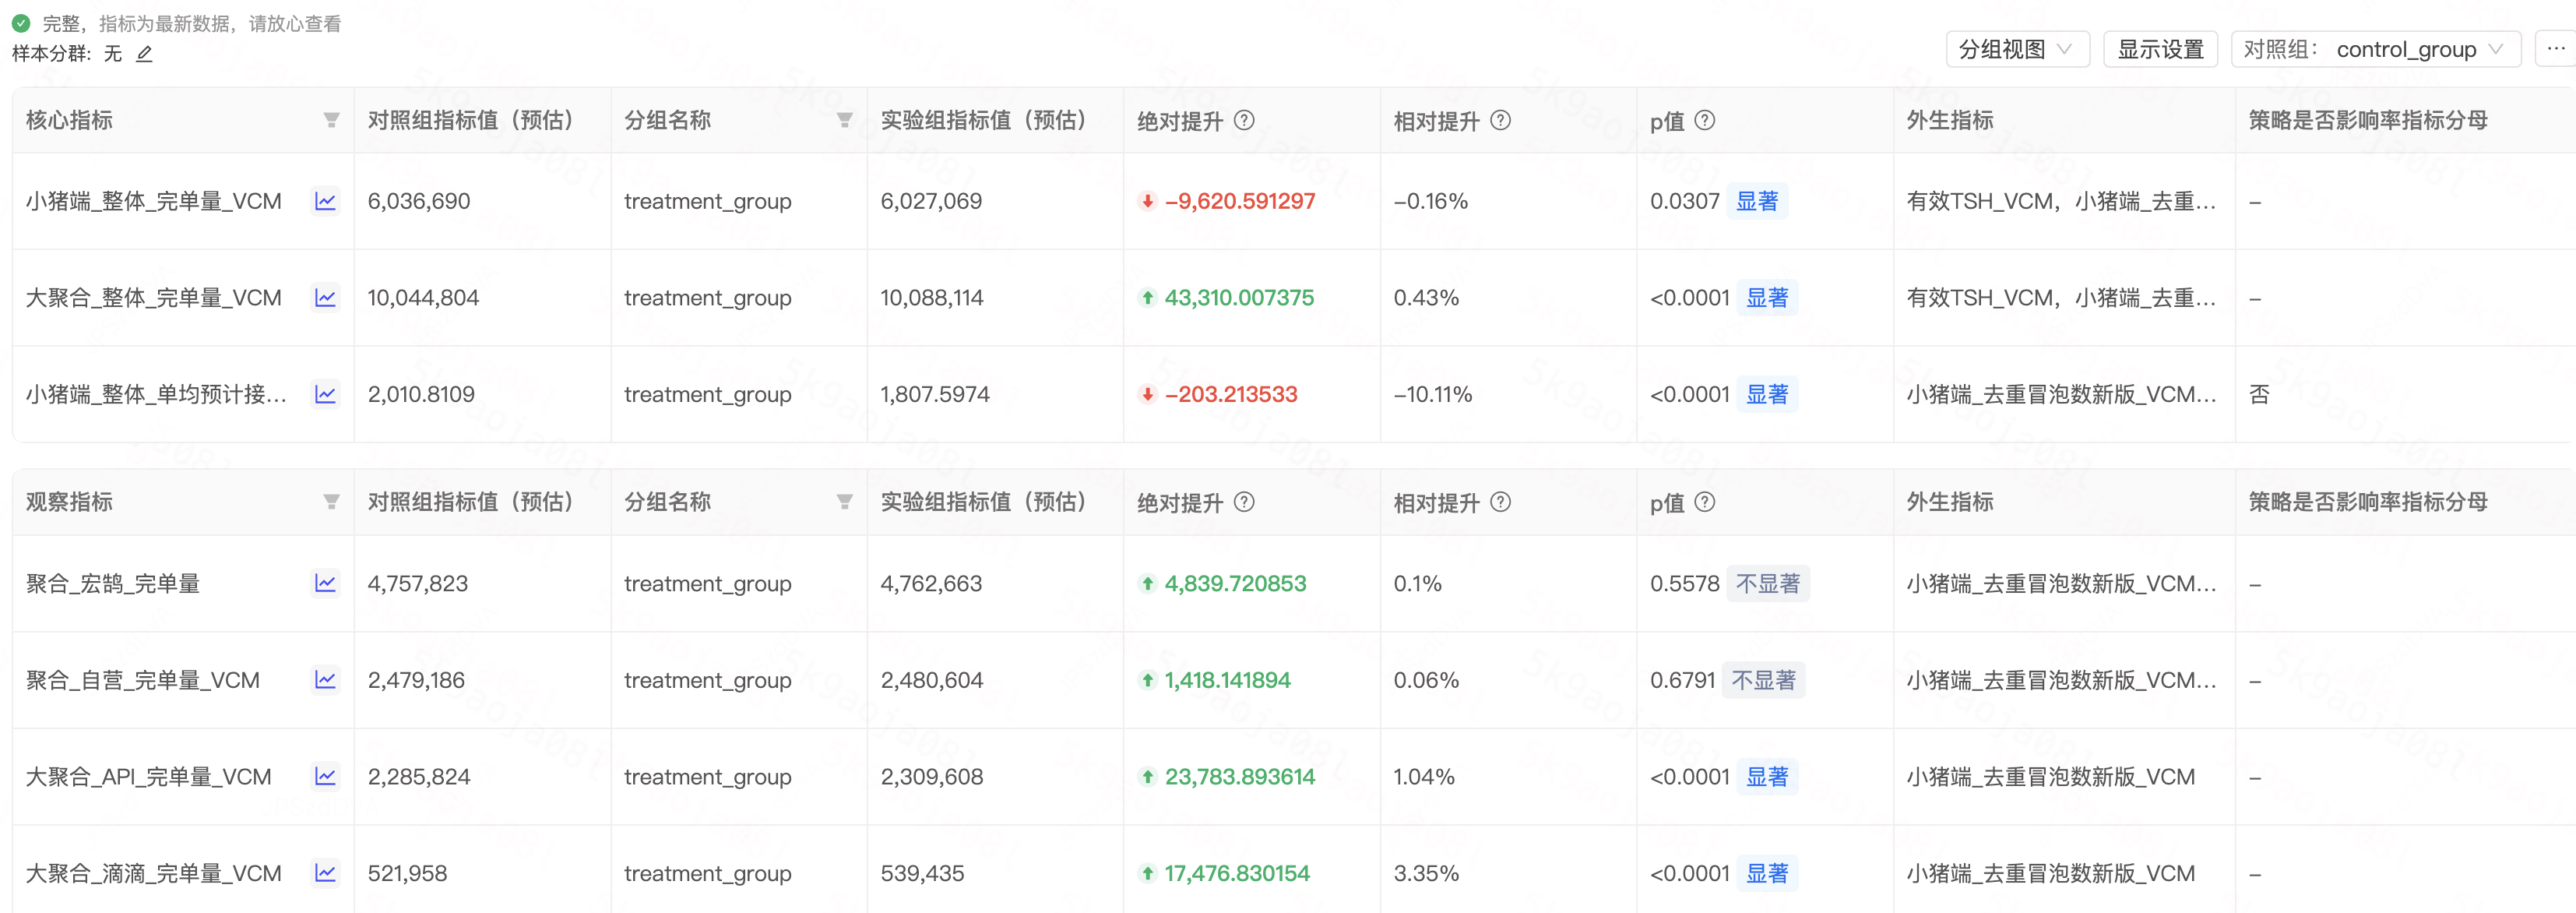 完整，指标为最新数据，请放心查看
样本分群: 无
分组视图 显示设置 对照组： control_group ...
核心指标 对照组指标值（预估） 分组名称 实验组指标值（预估） 绝对提升 相对提升 p值 外生指标 策略是否影响率指标分母
小猪端_整体_完单量_VCM 6,036,690 treatment_group 6,027,069 −9,620.591297 −0.16% 0.0307 显著 有效TSH_VCM，小猪端_去重... –
大聚合_整体_完单量_VCM 10,044,804 treatment_group 10,088,114 43,310.007375 0.43% <0.0001 显著 有效TSH_VCM，小猪端_去重... –
小猪端_整体_单均预计接... 2,010.8109 treatment_group 1,807.5974 −203.213533 −10.11% <0.0001 显著 小猪端_去重冒泡数新版_VCM... 否
观察指标 对照组指标值（预估） 分组名称 实验组指标值（预估） 绝对提升 相对提升 p值 外生指标 策略是否影响率指标分母
聚合_宏鹄_完单量 4,757,823 treatment_group 4,762,663 4,839.720853 0.1% 0.5578 不显著 小猪端_去重冒泡数新版_VCM... –
聚合_自营_完单量_VCM 2,479,186 treatment_group 2,480,604 1,418.141894 0.06% 0.6791 不显著 小猪端_去重冒泡数新版_VCM... –
大聚合_API_完单量_VCM 2,285,824 treatment_group 2,309,608 23,783.893614 1.04% <0.0001 显著 小猪端_去重冒泡数新版_VCM –
大聚合_滴滴_完单量_VCM 521,958 treatment_group 539,435 17,476.830154 3.35% <0.0001 显著 小猪端_去重冒泡数新版_VCM –